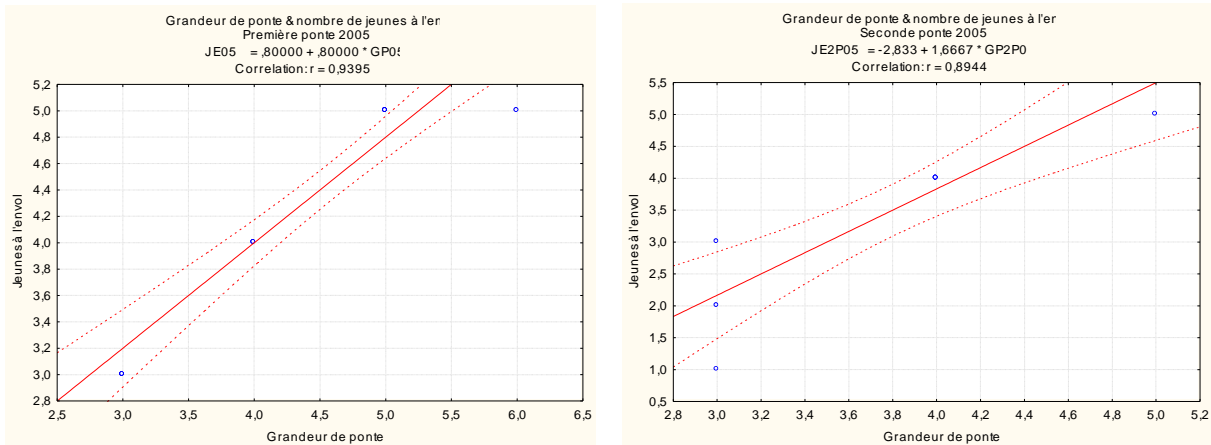 Grandeur de ponte & nombre de jeunes à l'en
Première ponte 2005
JE05 = ,80000 + ,80000 * GP05
Correlation: r = 0,9395
5,2
5,0
4,8
4,6
4,4
4,2
4,0
3,8
3,6
3,4
3,2
3,0
2,8
Jeunes à l'envol
2,5 3,0 3,5 4,0 4,5 5,0 5,5 6,0 6,5
Grandeur de ponte
Grandeur de ponte & nombre de jeunes à l'en
Seconde ponte 2005
JE2P05 = -2,833 + 1,6667 * GP2P0
Correlation: r = 0,8944
5,5
5,0
4,5
4,0
3,5
3,0
2,5
2,0
1,5
1,0
0,5
Jeunes à l'envol
2,8 3,0 3,2 3,4 3,6 3,8 4,0 4,2 4,4 4,6 4,8 5,0 5,2
Grandeur de ponte